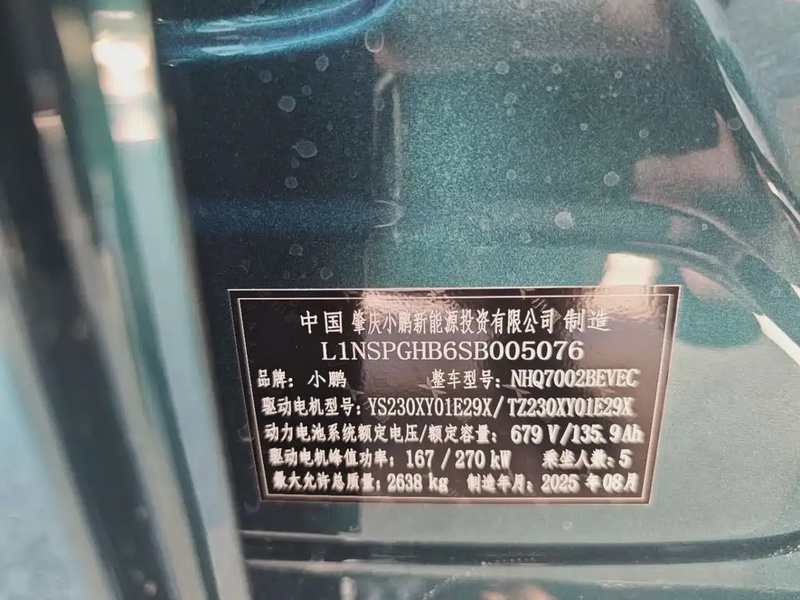 中国 肇庆小鹏新能源投资有限公司 制造
L1NSPGHB6SB005076
品牌：小鹏 整车型号：NHQ7002BEVEC
驱动电机型号：YS230XY01E29X/TZ230XY01E29X
动力电池系统额定电压/额定容量：679 V/135.9Ah
驱动电机峰值功率：167 / 270 kW 乘坐人数：5
最大允许总质量：2638 kg 制造年月：2025 年08月